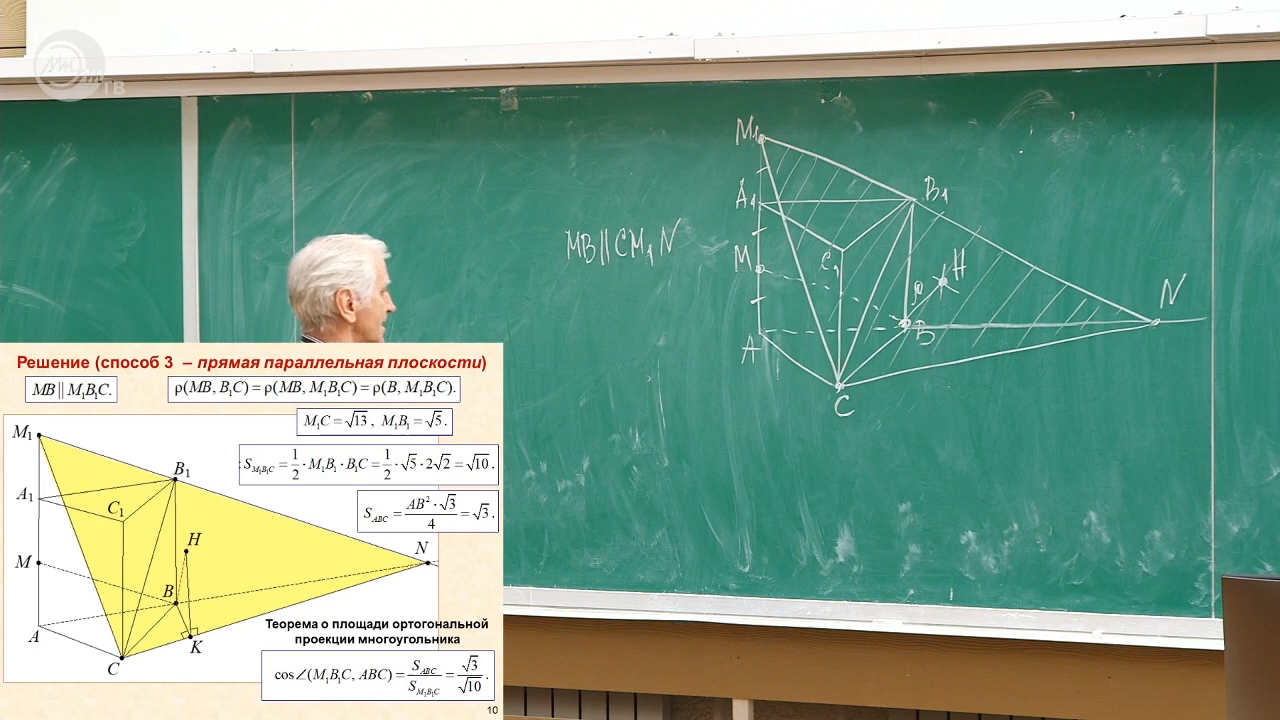 МИОО ТВ
M₁
A₁
B₁
MB || CM₁N
C₁
M
ρ
H
N
B
A
C
Решение (способ 3 – прямая параллельная плоскости)
MB || M₁B₁C.
ρ(MB, B₁C) = ρ(MB, M₁B₁C) = ρ(B, M₁B₁C).
M₁C = √13 , M₁B₁ = √5 .
: S_{M₁B₁C} = 1/2 · M₁B₁ · B₁C = 1/2 · √5 · 2√2 = √10 .
S_{ABC} = AB² · √3 / 4 = √3 .
M₁
B₁
A₁
C₁
H
N
M
B
A
K
C
Теорема о площади ортогональной
проекции многоугольника
cos∠(M₁B₁C, ABC) = S_{ABC} / S_{M₁B₁C} = √3 / √10 .
10